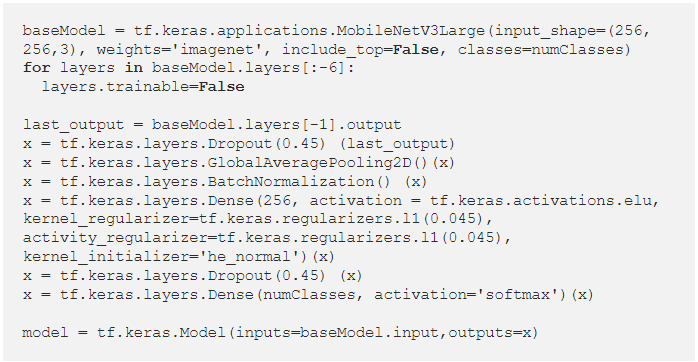 baseModel = tf.keras.applications.MobileNetV3Large(input_shape=(256,
256,3), weights='imagenet', include_top=False, classes=numClasses)
for layers in baseModel.layers[:-6]:
  layers.trainable=False

last_output = baseModel.layers[-1].output
x = tf.keras.layers.Dropout(0.45) (last_output)
x = tf.keras.layers.GlobalAveragePooling2D()(x)
x = tf.keras.layers.BatchNormalization() (x)
x = tf.keras.layers.Dense(256, activation = tf.keras.activations.elu,
kernel_regularizer=tf.keras.regularizers.l1(0.045),
activity_regularizer=tf.keras.regularizers.l1(0.045),
kernel_initializer='he_normal')(x)
x = tf.keras.layers.Dropout(0.45) (x)
x = tf.keras.layers.Dense(numClasses, activation='softmax')(x)

model = tf.keras.Model(inputs=baseModel.input,outputs=x)